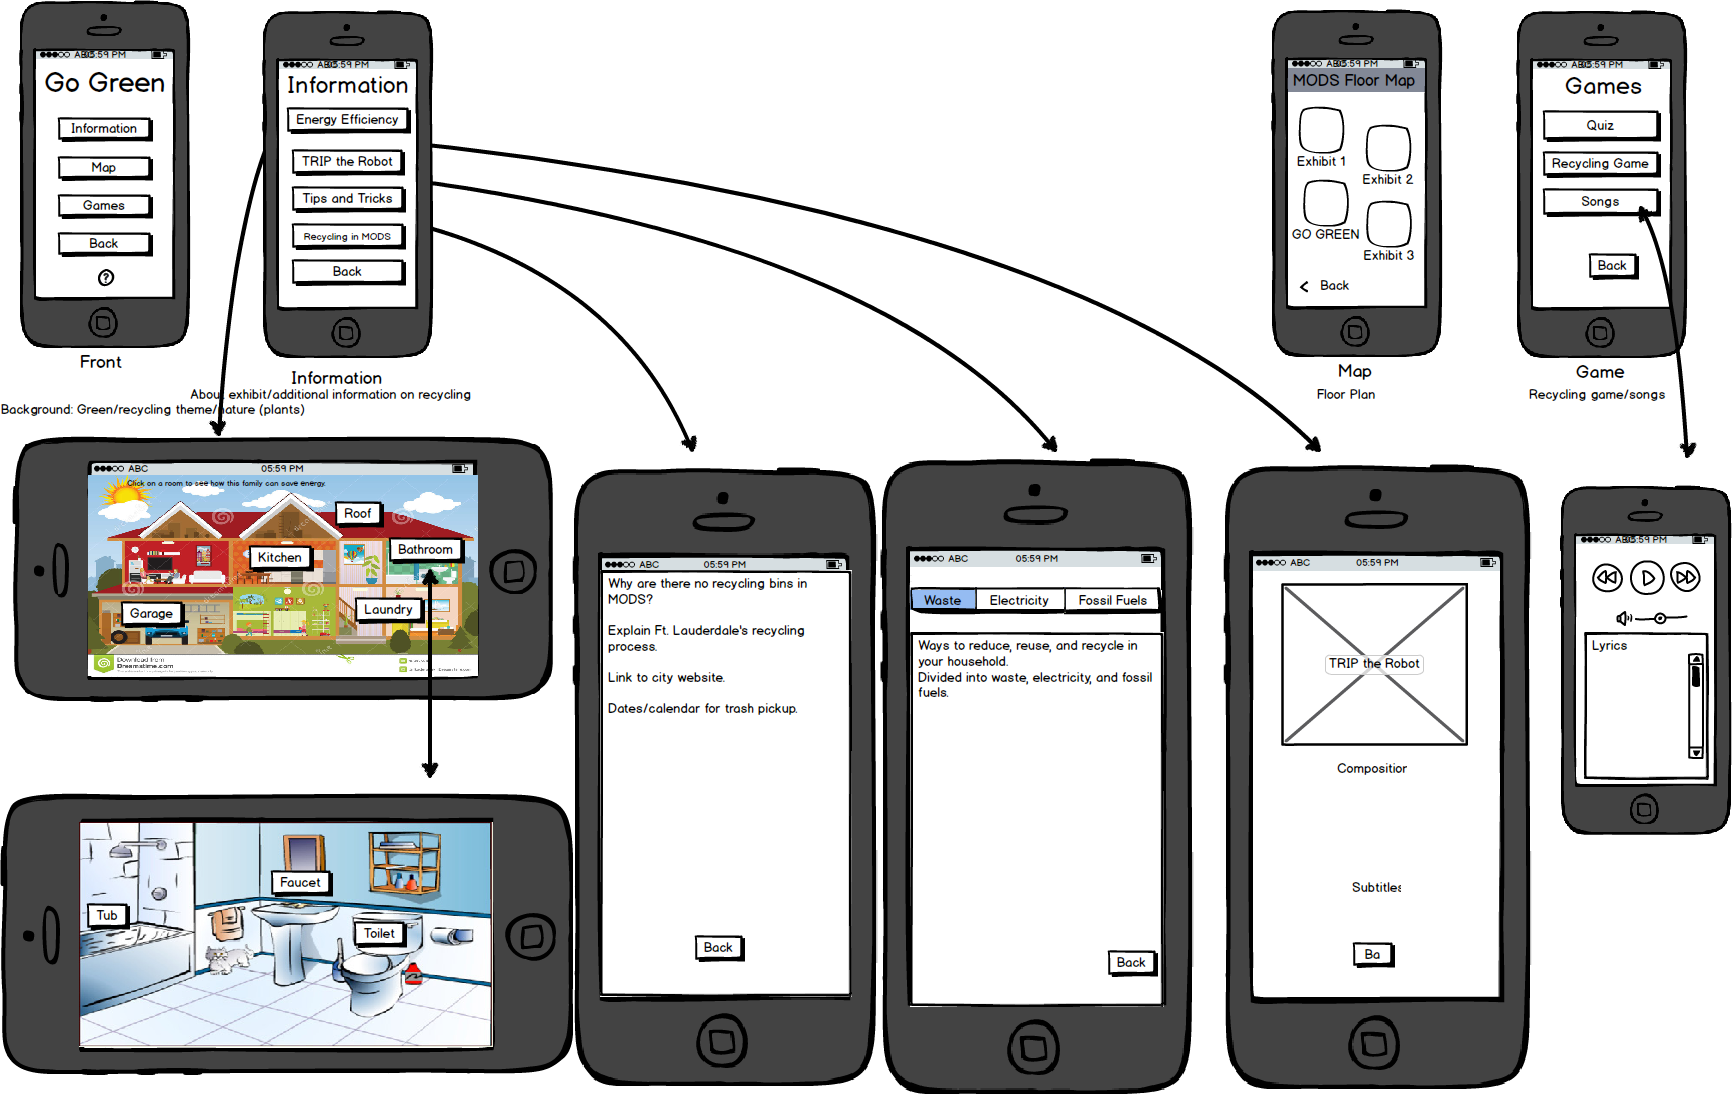 ABC 05:59 PM
Go Green
Information
Map
Games
Back
?
Front
Background: Green/recycling theme/nature (plants)
ABC 05:59 PM
Information
Energy Efficiency
TRIP the Robot
Tips and Tricks
Recycling in MODS
Back
Information
About exhibit/additional information on recycling
ABC 05:59 PM
MODS Floor Map
Exhibit 1
Exhibit 2
GO GREEN
Exhibit 3
Back
Map
Floor Plan
ABC 05:59 PM
Games
Quiz
Recycling Game
Songs
Back
Game
Recycling game/songs
ABC 05:59 PM
Click on a room to see how this family can save energy.
Roof
Kitchen
Bathroom
Garage
Laundry
Download from
Dreamstime.com
Faucet
Tub
Toilet
ABC 05:59 PM
Why are there no recycling bins in
MODS?
Explain Ft. Lauderdale's recycling
process.
Link to city website.
Dates/calendar for trash pickup.
Back
ABC 05:59 PM
Waste Electricity Fossil Fuels
Ways to reduce, reuse, and recycle in
your household.
Divided into waste, electricity, and fossil
fuels.
Back
ABC 05:59 PM
TRIP the Robot
Composition
Subtitles
Ba
ABC 05:59 PM
Lyrics